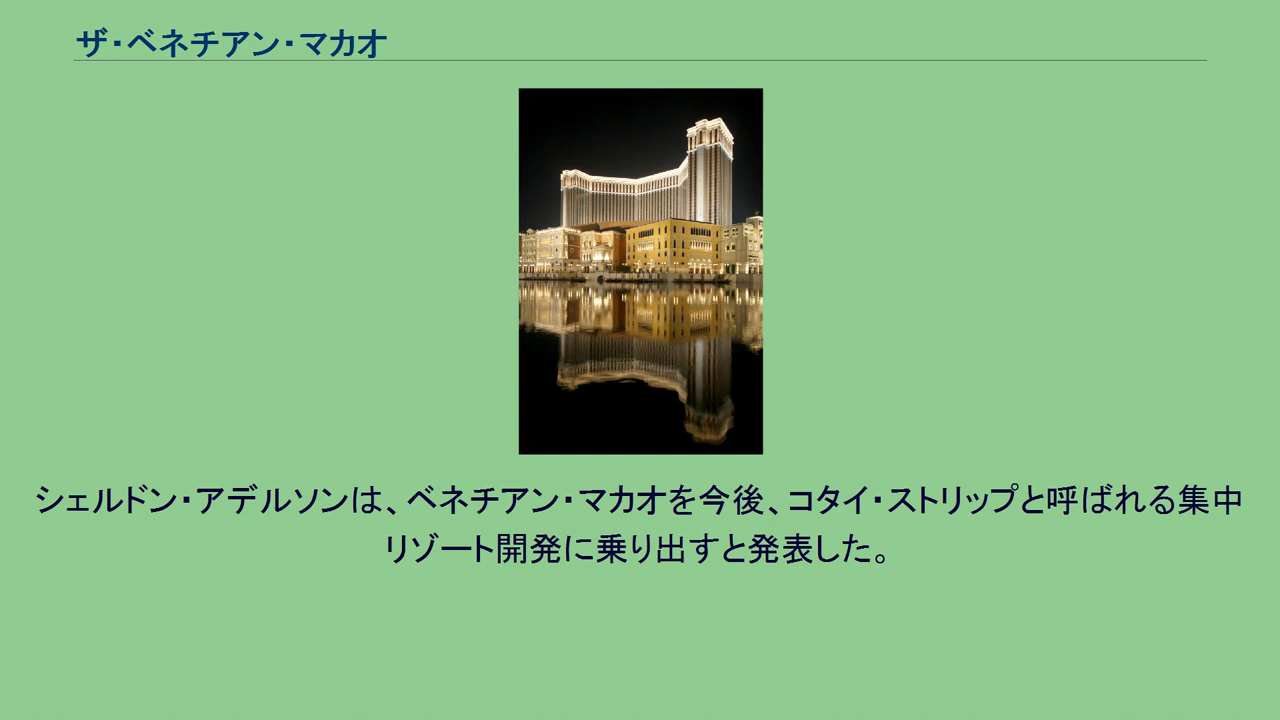 ザ・ベネチアン・マカオ
シェルドン・アデルソンは、ベネチアン・マカオを今後、コタイ・ストリップと呼ばれる集中
リゾート開発に乗り出すと発表した。